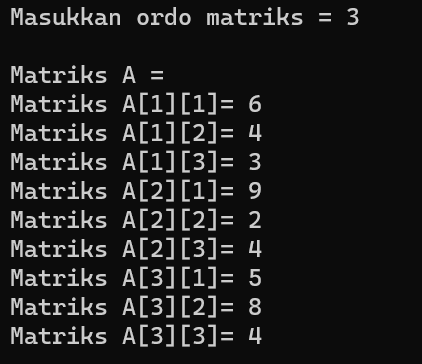 Masukkan ordo matriks = 3
Matriks A =
Matriks A[1][1]= 6
Matriks A[1][2]= 4
Matriks A[1][3]= 3
Matriks A[2][1]= 9
Matriks A[2][2]= 2
Matriks A[2][3]= 4
Matriks A[3][1]= 5
Matriks A[3][2]= 8
Matriks A[3][3]= 4